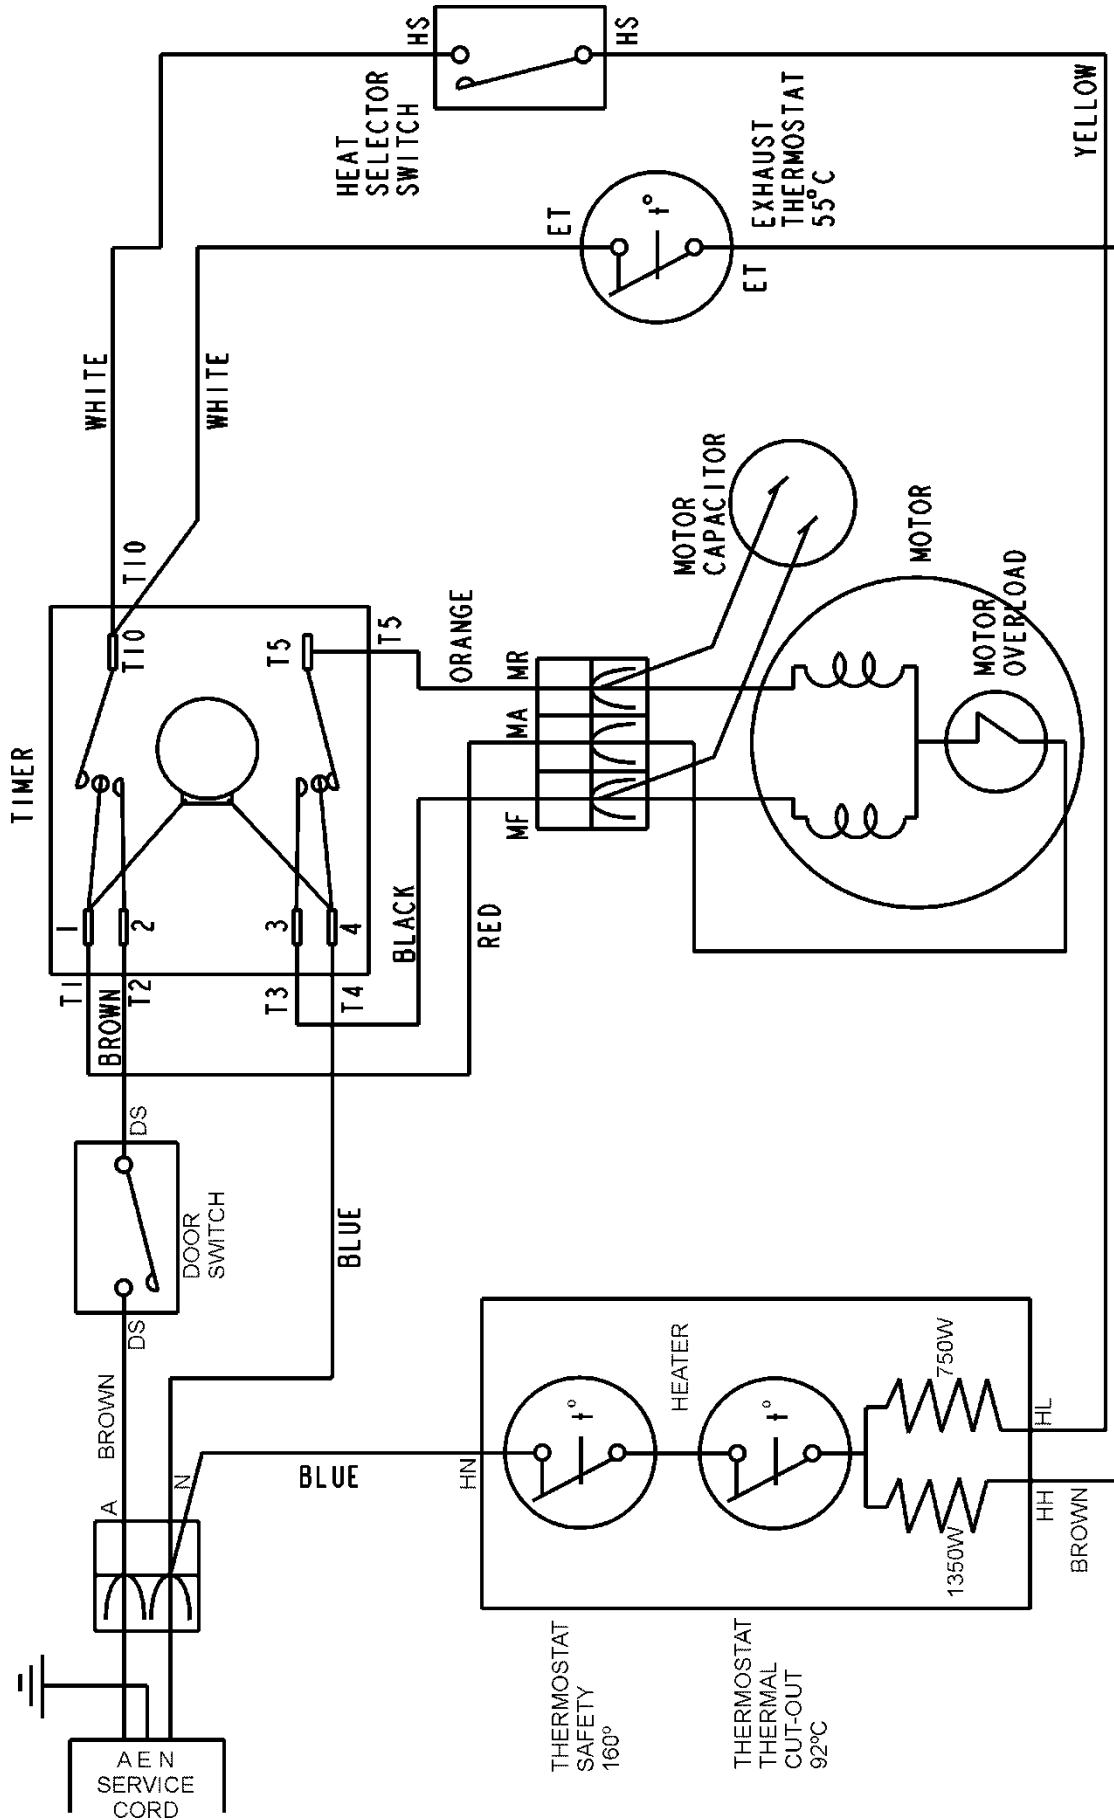 HS
HS
HEAT
SELECTOR
SWITCH
YELLOW
EXHAUST
THERMOSTAT
55°C
ET
ET
t°
WHITE
WHITE
T10
T10
TIMER
T5
T5
ORANGE
MOTOR
CAPACITOR
MOTOR
MOTOR
OVERLOAD
MR
MA
MF
1
2
3
4
T1
T2
T3
T4
BROWN
BLACK
RED
DS
DOOR
SWITCH
DS
BLUE
BROWN
A
N
BLUE
HN
HEATER
t°
t°
750W
1350W
HL
HH
BROWN
THERMOSTAT
SAFETY
160°
THERMOSTAT
THERMAL
CUT-OUT
92°C
A E N
SERVICE
CORD